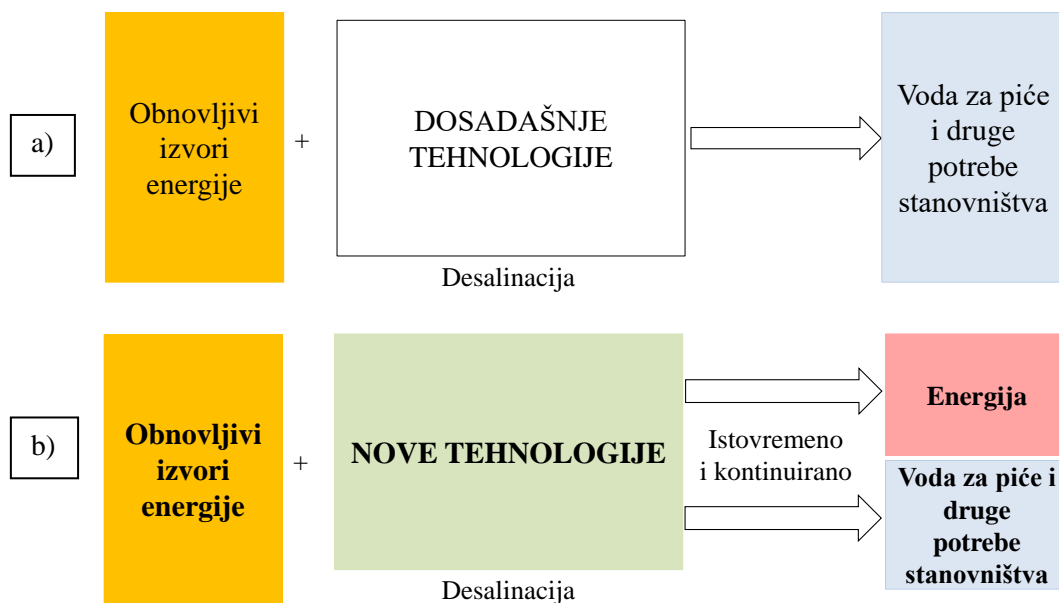 a)
Obnovljivi
izvori
energije
+
DOSADAŠNJE
TEHNOLOGIJE
Desalinacija
Voda za piće
i druge
potrebe
stanovništva
b)
Obnovljivi
izvori
energije
+
NOVE TEHNOLOGIJE
Desalinacija
Istovremeno
i kontinuirano
Energija
Voda za piće i
druge
potrebe
stanovništva